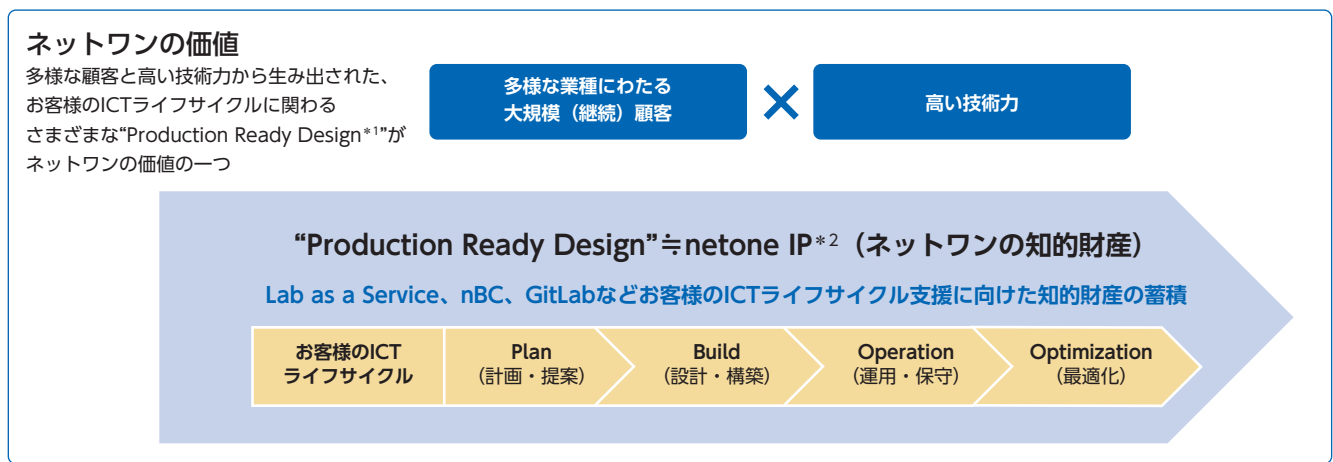 ネットワンの価値
多様な顧客と高い技術力から生み出された、
お客様のICTライフサイクルに関わる
さまざまな“Production Ready Design*1”が
ネットワンの価値の一つ
多様な業種にわたる
大規模（継続）顧客
×
高い技術力
“Production Ready Design”≒netone IP*2（ネットワンの知的財産）
Lab as a Service、nBC、GitLabなどお客様のICTライフサイクル支援に向けた知的財産の蓄積
お客様のICT
ライフサイクル
Plan
（計画・提案）
Build
（設計・構築）
Operation
（運用・保守）
Optimization
（最適化）